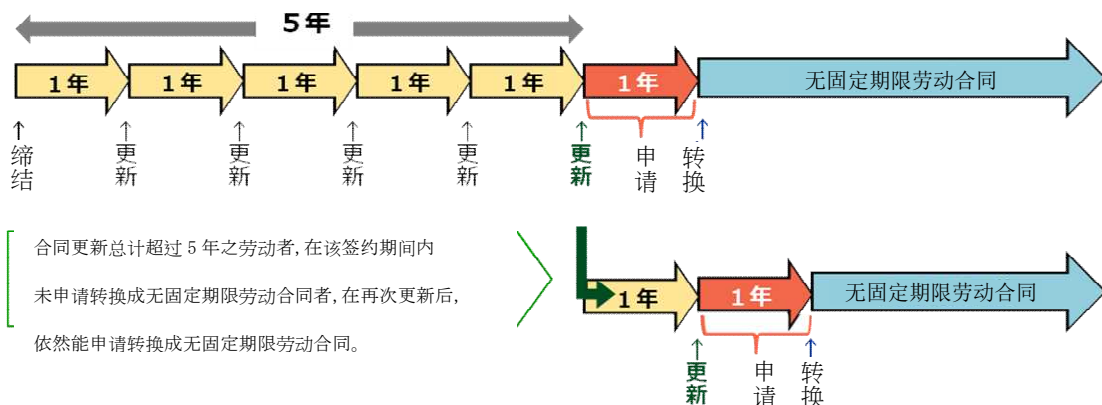 5年
1年 1年 1年 1年 1年 1年 无固定期限劳动合同
↑缔结 ↑更新 ↑更新 ↑更新 ↑更新 ↑更新 申请 ↑转换
合同更新总计超过 5 年之劳动者,在该签约期间内
未申请转换成无固定期限劳动合同者,在再次更新后,
依然能申请转换成无固定期限劳动合同。
1年 1年 无固定期限劳动合同
↑更新 申请 ↑转换